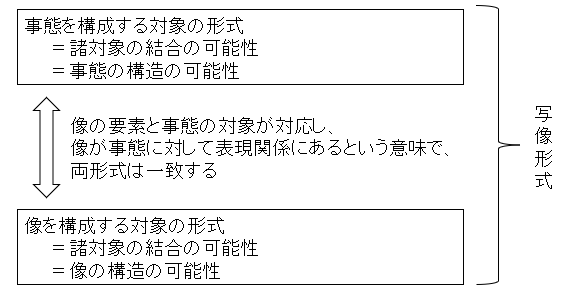 事態を構成する対象の形式
＝諸対象の結合の可能性
＝事態の構造の可能性
像の要素と事態の対象が対応し、
像が事態に対して表現関係にあるという意味で、
両形式は一致する
像を構成する対象の形式
＝諸対象の結合の可能性
＝像の構造の可能性
写像形式